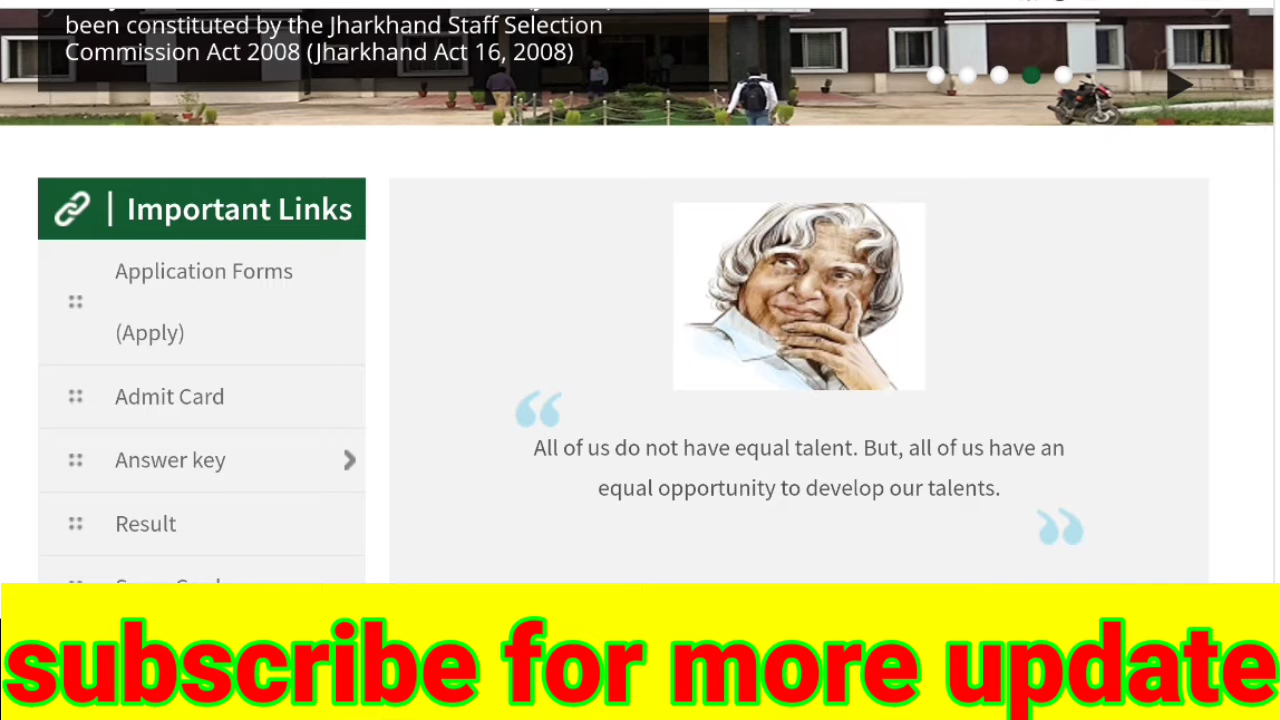 been constituted by the Jharkhand Staff Selection
Commission Act 2008 (Jharkhand Act 16, 2008)
Important Links
Application Forms
(Apply)
Admit Card
Answer key
Result
“
All of us do not have equal talent. But, all of us have an
equal opportunity to develop our talents.
”
subscribe for more update